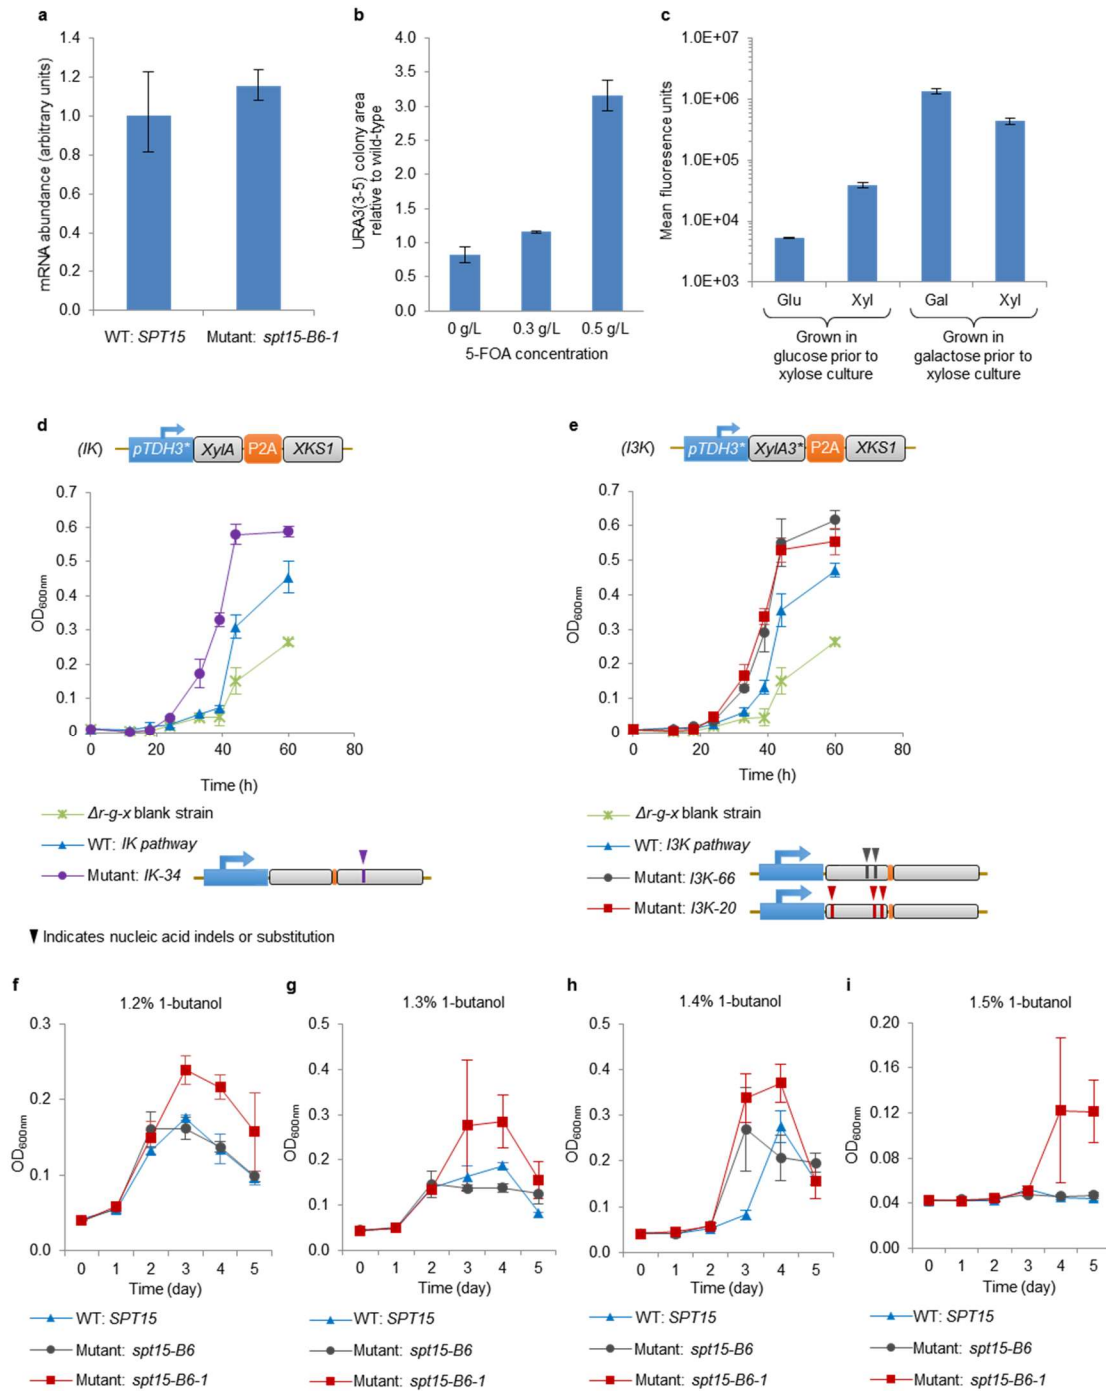 a
mRNA abundance (arbitrary units)
1.4
1.2
1.0
0.8
0.6
0.4
0.2
0.0
WT: SPT15
Mutant: spt15-B6-1
b
URA3(3-5) colony area
relative to wild-type
4.0
3.5
3.0
2.5
2.0
1.5
1.0
0.5
0.0
0 g/L
0.3 g/L
0.5 g/L
5-FOA concentration
c
Mean fluoresence units
1.0E+07
1.0E+06
1.0E+05
1.0E+04
1.0E+03
Glu
Xyl
Gal
Xyl
Grown in
glucose prior to
xylose culture
Grown in
galactose prior to
xylose culture
d
(IK)
pTDH3*
XylA
P2A
XKS1
OD600nm
0.7
0.6
0.5
0.4
0.3
0.2
0.1
0
0
20
40
60
80
Time (h)
Δr-g-x blank strain
WT: IK pathway
Mutant: IK-34
Indicates nucleic acid indels or substitution
e
(I3K)
pTDH3*
XylA3*
P2A
XKS1
OD600nm
0.7
0.6
0.5
0.4
0.3
0.2
0.1
0
0
20
40
60
80
Time (h)
Δr-g-x blank strain
WT: I3K pathway
Mutant: I3K-66
Mutant: I3K-20
f
1.2% 1-butanol
OD600nm
0.3
0.2
0.1
0.0
0 1 2 3 4 5
Time (day)
WT: SPT15
Mutant: spt15-B6
Mutant: spt15-B6-1
g
1.3% 1-butanol
OD600nm
0.5
0.4
0.3
0.2
0.1
0.0
0 1 2 3 4 5
Time (day)
WT: SPT15
Mutant: spt15-B6
Mutant: spt15-B6-1
h
1.4% 1-butanol
OD600nm
0.5
0.4
0.3
0.2
0.1
0.0
0 1 2 3 4 5
Time (day)
WT: SPT15
Mutant: spt15-B6
Mutant: spt15-B6-1
i
1.5% 1-butanol
OD600nm
0.20
0.16
0.12
0.08
0.04
0.00
0 1 2 3 4 5
Time (day)
WT: SPT15
Mutant: spt15-B6
Mutant: spt15-B6-1